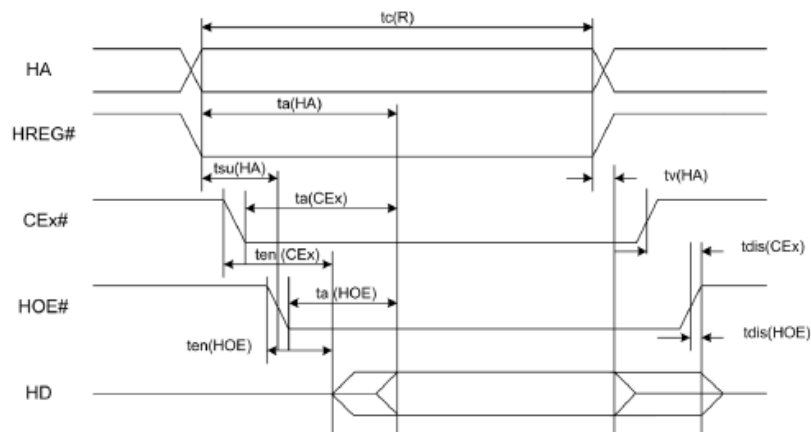 tc(R)
HA
ta(HA)
HREG#
tsu(HA)
tv(HA)
ta(CEx)
CEx#
tdis(CEx)
ten (CEx)
ta (HOE)
HOE#
tdis(HOE)
ten(HOE)
HD